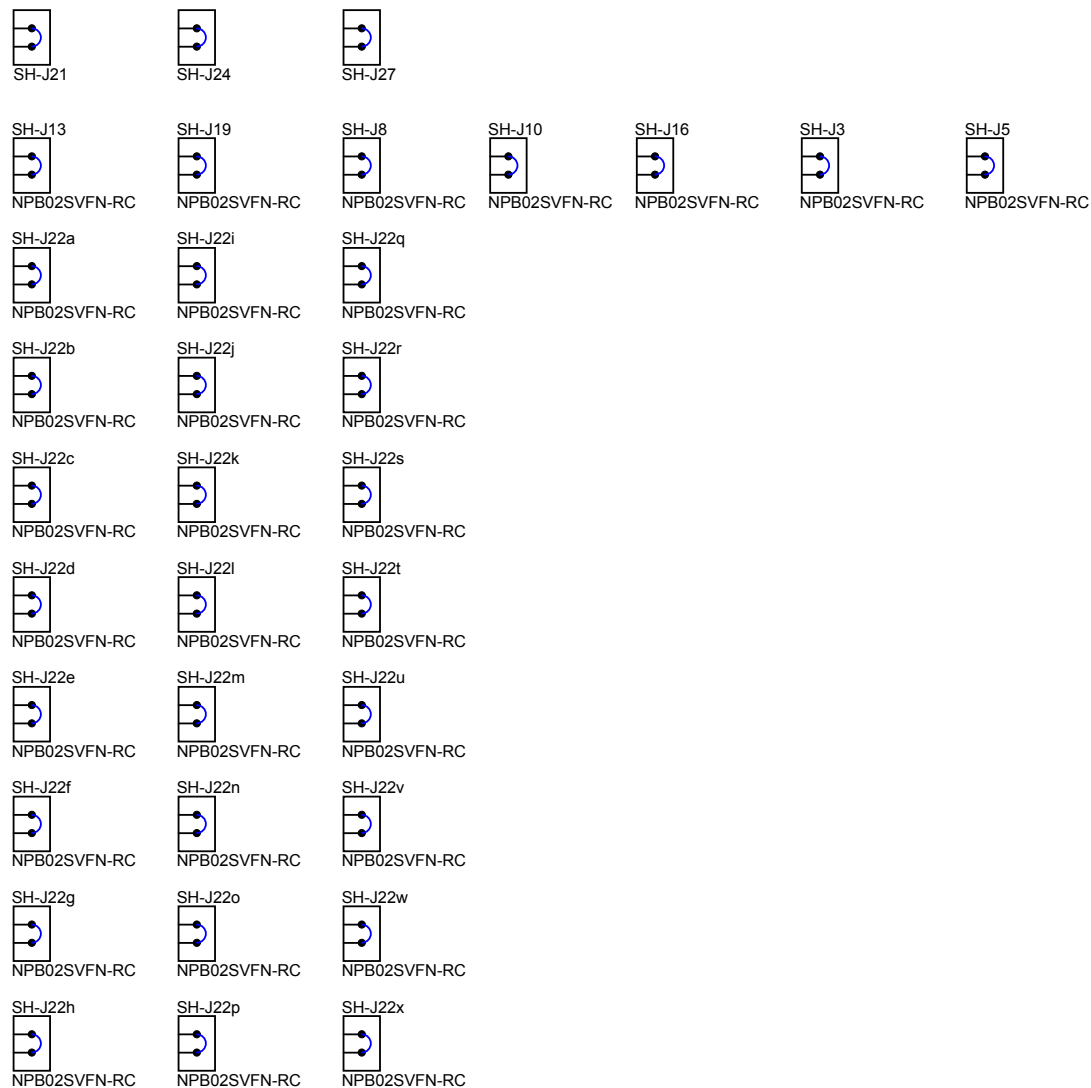 SH-J21 SH-J24 SH-J27
SH-J13 SH-J19 SH-J8 SH-J10 SH-J16 SH-J3 SH-J5
NPB02SVFN-RC NPB02SVFN-RC NPB02SVFN-RC NPB02SVFN-RC NPB02SVFN-RC NPB02SVFN-RC NPB02SVFN-RC
SH-J22a SH-J22i SH-J22q
NPB02SVFN-RC NPB02SVFN-RC NPB02SVFN-RC
SH-J22b SH-J22j SH-J22r
NPB02SVFN-RC NPB02SVFN-RC NPB02SVFN-RC
SH-J22c SH-J22k SH-J22s
NPB02SVFN-RC NPB02SVFN-RC NPB02SVFN-RC
SH-J22d SH-J22l SH-J22t
NPB02SVFN-RC NPB02SVFN-RC NPB02SVFN-RC
SH-J22e SH-J22m SH-J22u
NPB02SVFN-RC NPB02SVFN-RC NPB02SVFN-RC
SH-J22f SH-J22n SH-J22v
NPB02SVFN-RC NPB02SVFN-RC NPB02SVFN-RC
SH-J22g SH-J22o SH-J22w
NPB02SVFN-RC NPB02SVFN-RC NPB02SVFN-RC
SH-J22h SH-J22p SH-J22x
NPB02SVFN-RC NPB02SVFN-RC NPB02SVFN-RC